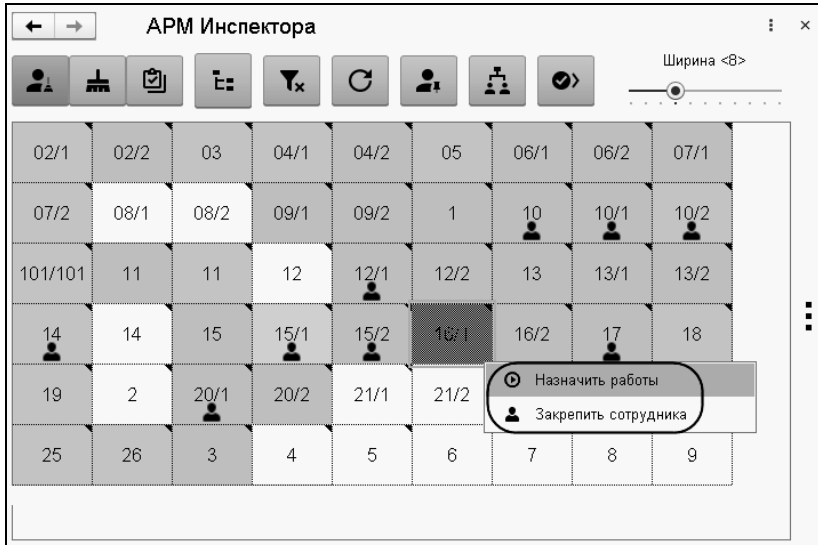 АРМ Инспектора
Ширина <8>
02/1 02/2 03 04/1 04/2 05 06/1 06/2 07/1
07/2 08/1 08/2 09/1 09/2 1 10 10/1 10/2
101/101 11 11 12 12/1 12/2 13 13/1 13/2
14 14 15 15/1 15/2 16/1 16/2 17 18
19 2 20/1 20/2 21/1 21/2 Назначить работы
Закрепить сотрудника
25 26 3 4 5 6 7 8 9